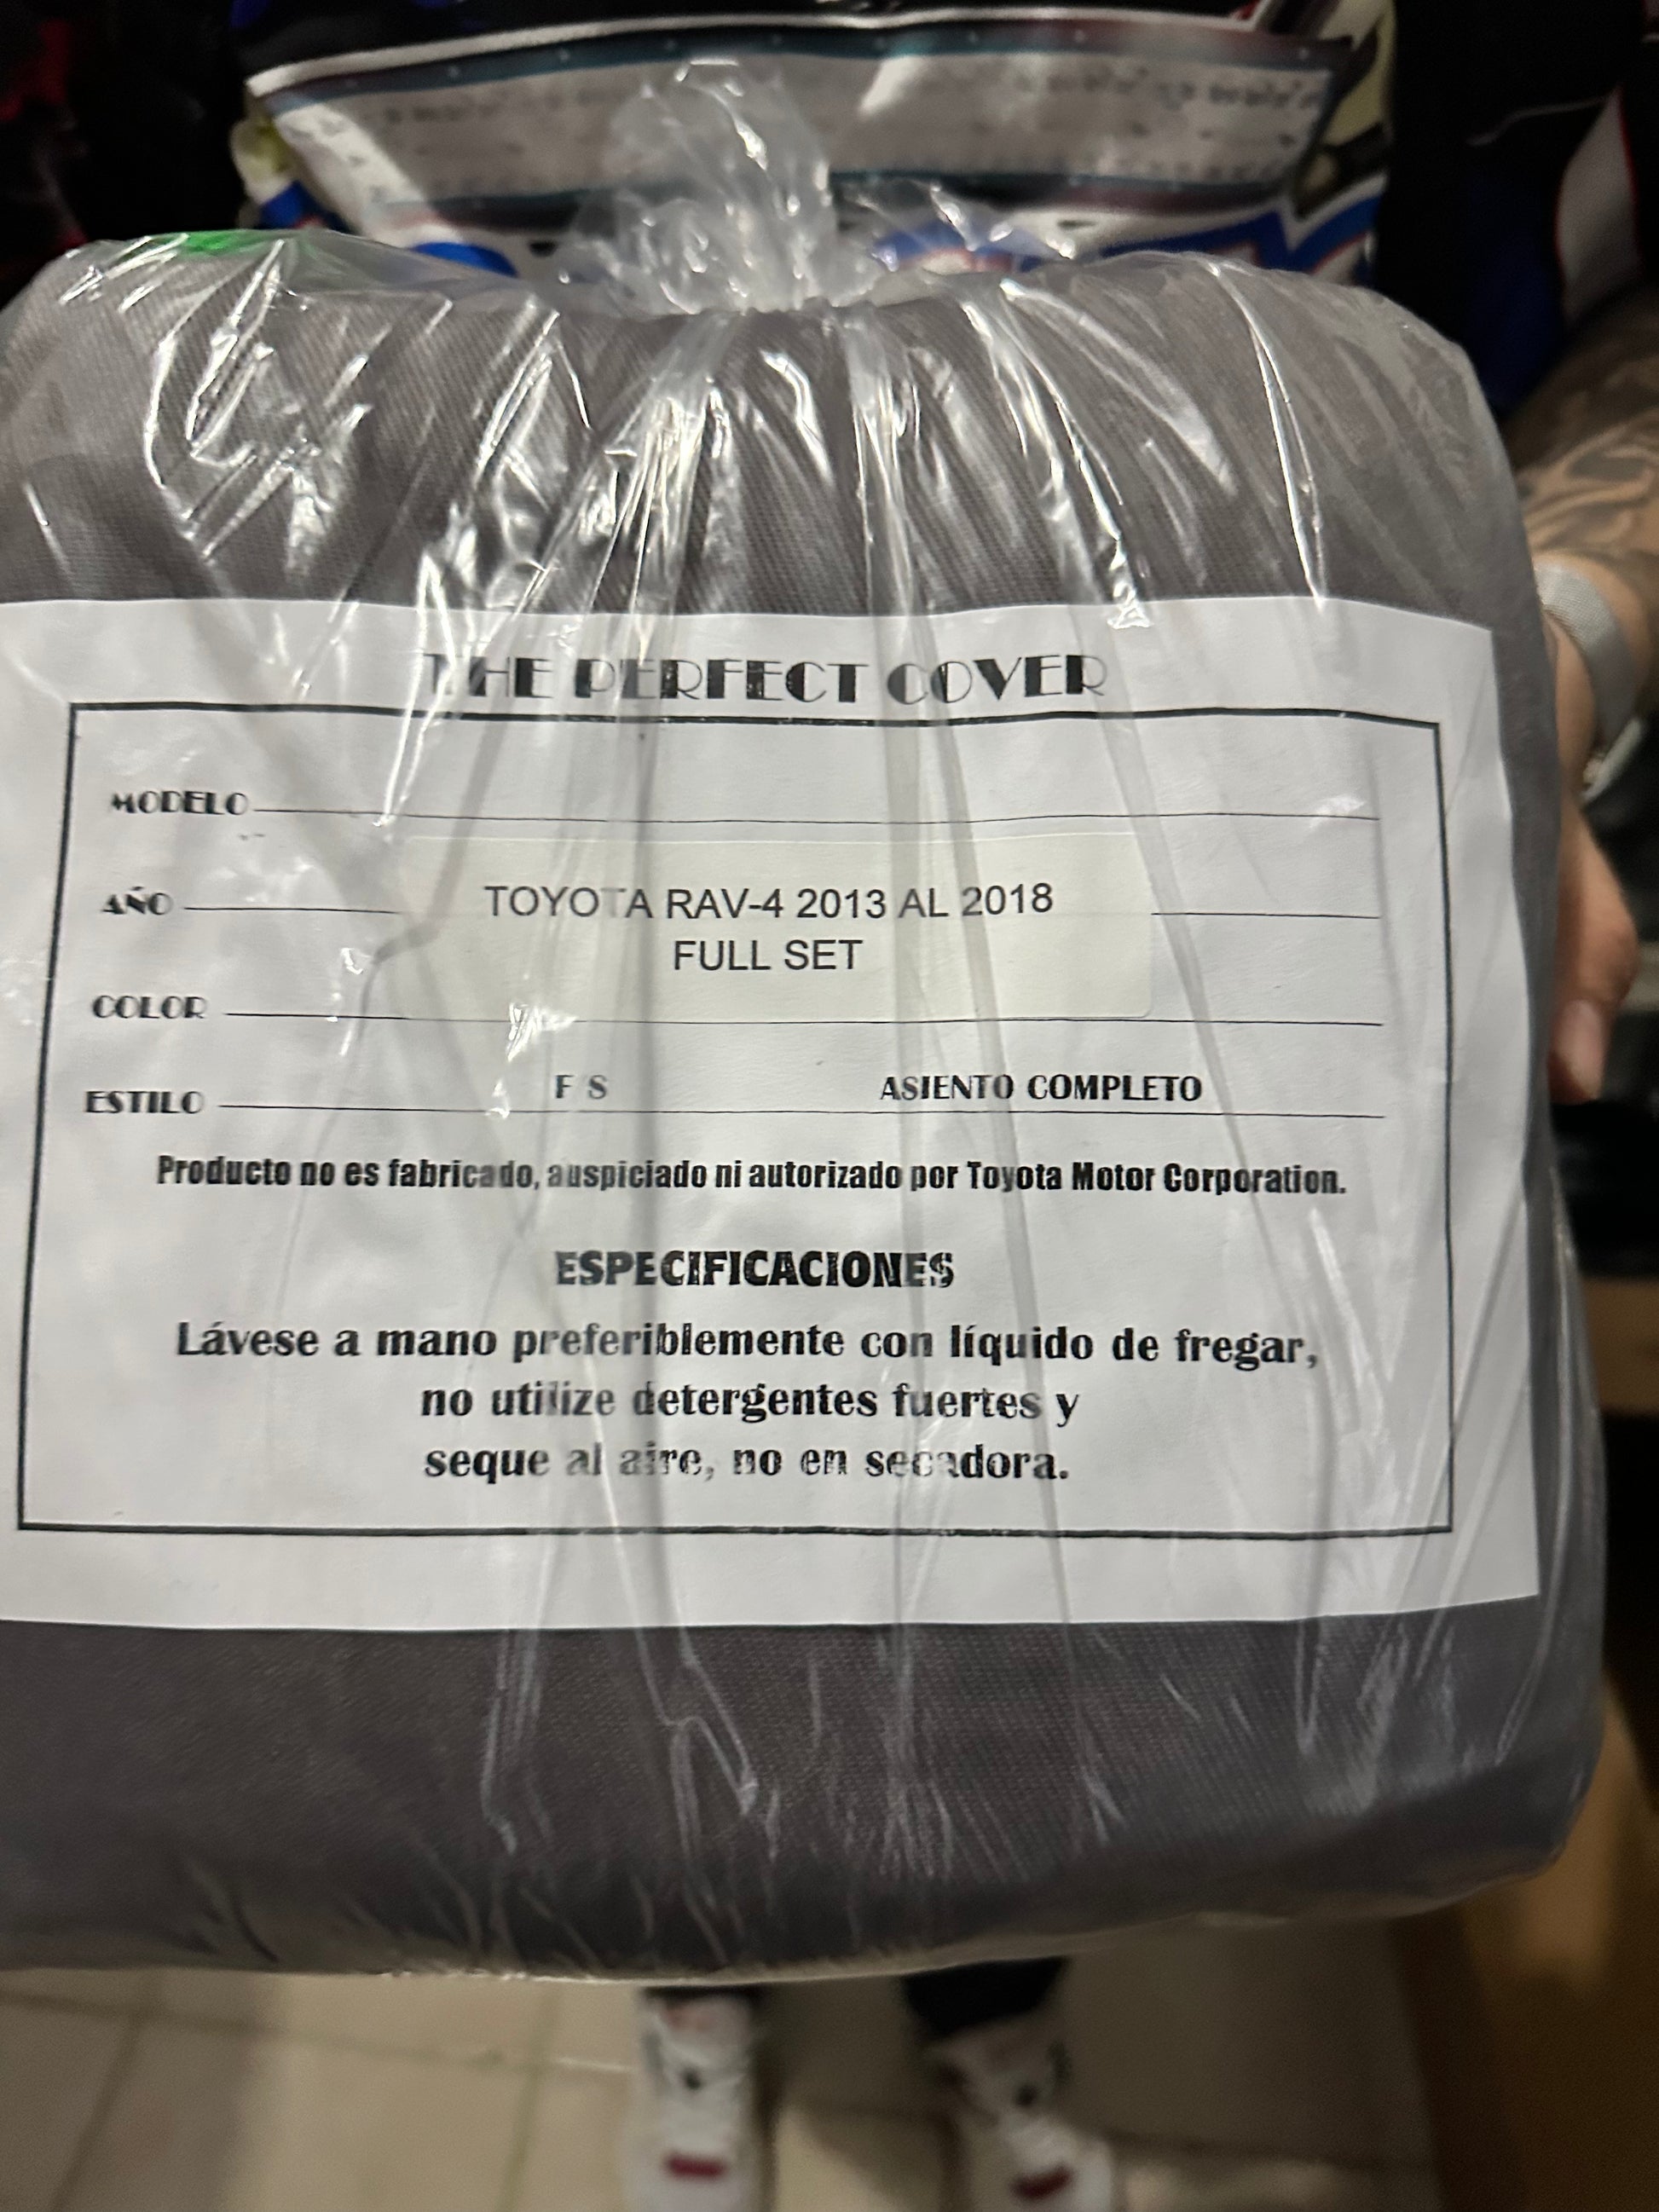 THE PERFECT COVER
MODELO
AÑO
TOYOTA RAV-4 2013 AL 2018
FULL SET
COLOR
ESTILO F S ASIENTO COMPLETO
Producto no es fabricado, auspiciado ni autorizado por Toyota Motor Corporation.
ESPECIFICACIONES
Lávese a mano preferiblemente con líquido de fregar,
no utilize detergentes fuertes y
seque al aire, no en secadora.